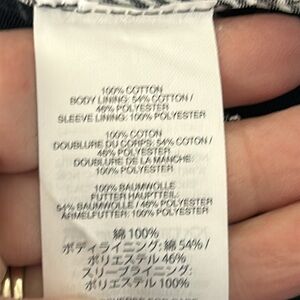 100% COTTON
BODY LINING: 54% COTTON /
46% POLYESTER
SLEEVE LINING: 100% POLYESTER
100% COTON
DOUBLURE DU CORPS: 54% COTON /
46% POLYESTER
DOUBLURE DE LA MANCHE:
100% POLYESTER
100% BAUMWOLLE
FUTTER HAUPTTEIL:
54% BAUMWOLLE / 46% POLYESTER
ÄRMELFUTTER: 100% POLYESTER
綿 100%
ボディライニング: 綿 54% /
ポリエステル 46%
スリーブライニング:
ポリエステル 100%
REVERSE FOR CARE